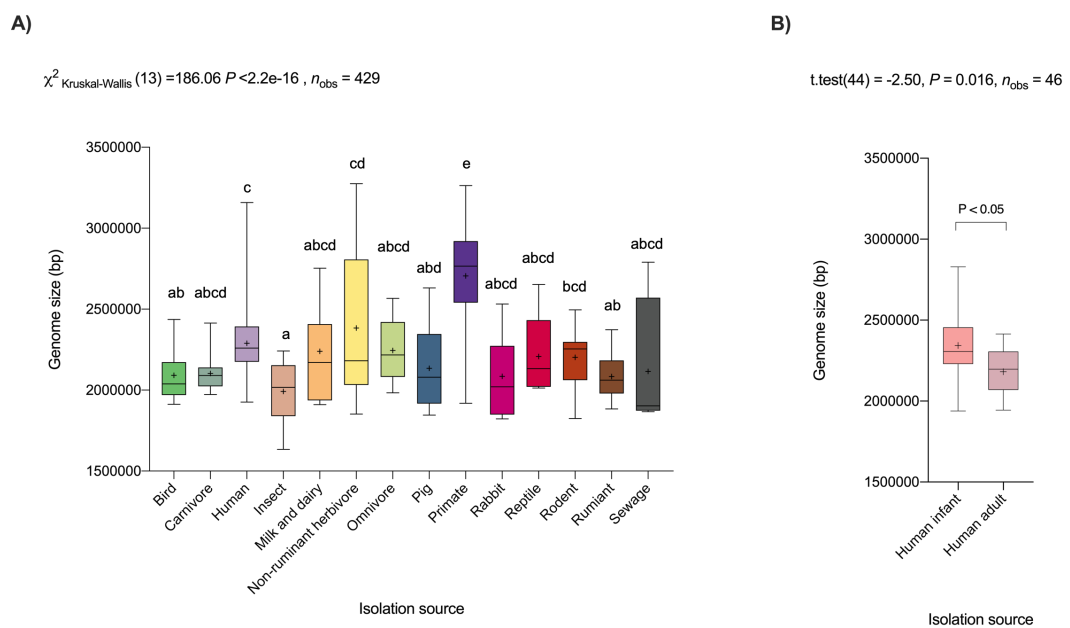 A)
B)
χ² Kruskal-Wallis (13) =186.06 P <2.2e-16 , nobs = 429
t.test(44) = -2.50, P = 0.016, nobs = 46
3500000
3000000
2500000
2000000
1500000
Genome size (bp)
ab
abcd
c
a
abcd
cd
abcd
abd
e
abcd
abcd
bcd
ab
abcd
Bird
Carnivore
Human
Insect
Milk and dairy
Non-ruminant herbivore
Omnivore
Pig
Primate
Rabbit
Reptile
Rodent
Rumiant
Sewage
Isolation source
3500000
3000000
2500000
2000000
1500000
Genome size (bp)
P < 0.05
Human infant
Human adult
Isolation source